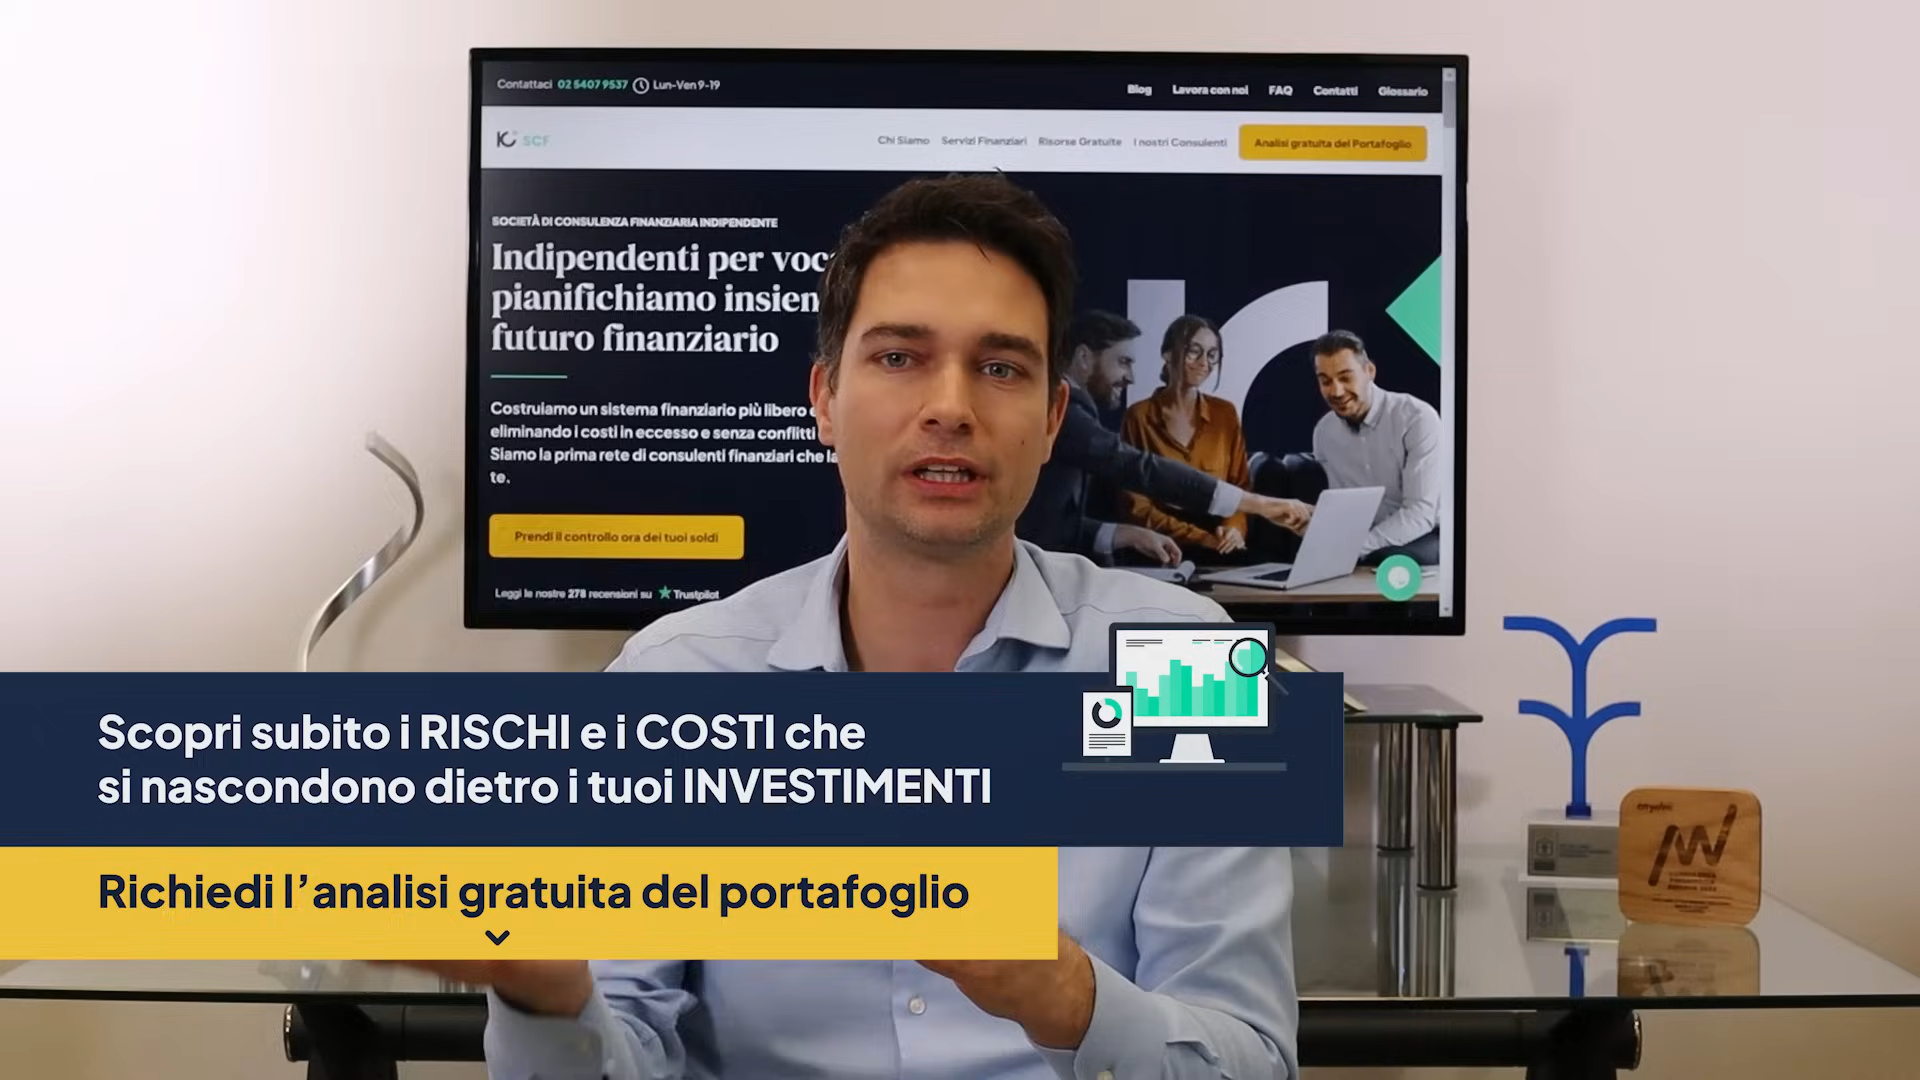 Contattaci 02 5407 9537 Lun-Ven 9-19
Blog Lavora con noi FAQ Contatti Glossario
SCF
Chi Siamo Servizi Finanziari Risorse Gratuite I nostri Consulenti Analisi gratuita del Portafoglio
SOCIETÀ DI CONSULENZA FINANZIARIA INDIPENDENTE
Indipendenti per voc
pianifichiamo insien
futuro finanziario
Costruiamo un sistema finanziario più libero e
eliminando i costi in eccesso e senza conflitti
Siamo la prima rete di consulenti finanziari che la
te.
Prendi il controllo ora dei tuoi soldi
Leggi le nostre 278 recensioni su Trustpilot
Scopri subito i RISCHI e i COSTI che
si nascondono dietro i tuoi INVESTIMENTI
Richiedi l’analisi gratuita del portafoglio